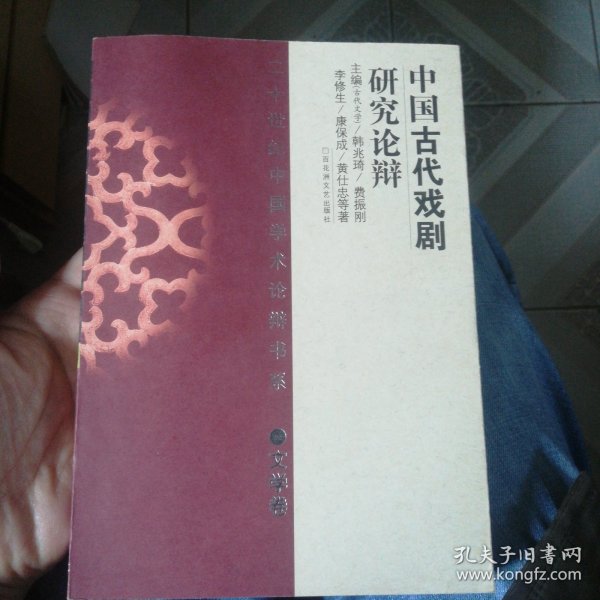 中国古代戏剧
研究论辩
主编(古代文学)/韩兆琦/费振刚
李修生/康保成/黄仕忠等著
百花洲文艺出版社
二十世纪中国学术论辩书系
文学卷
孔夫子旧书网
www.kongfz.com